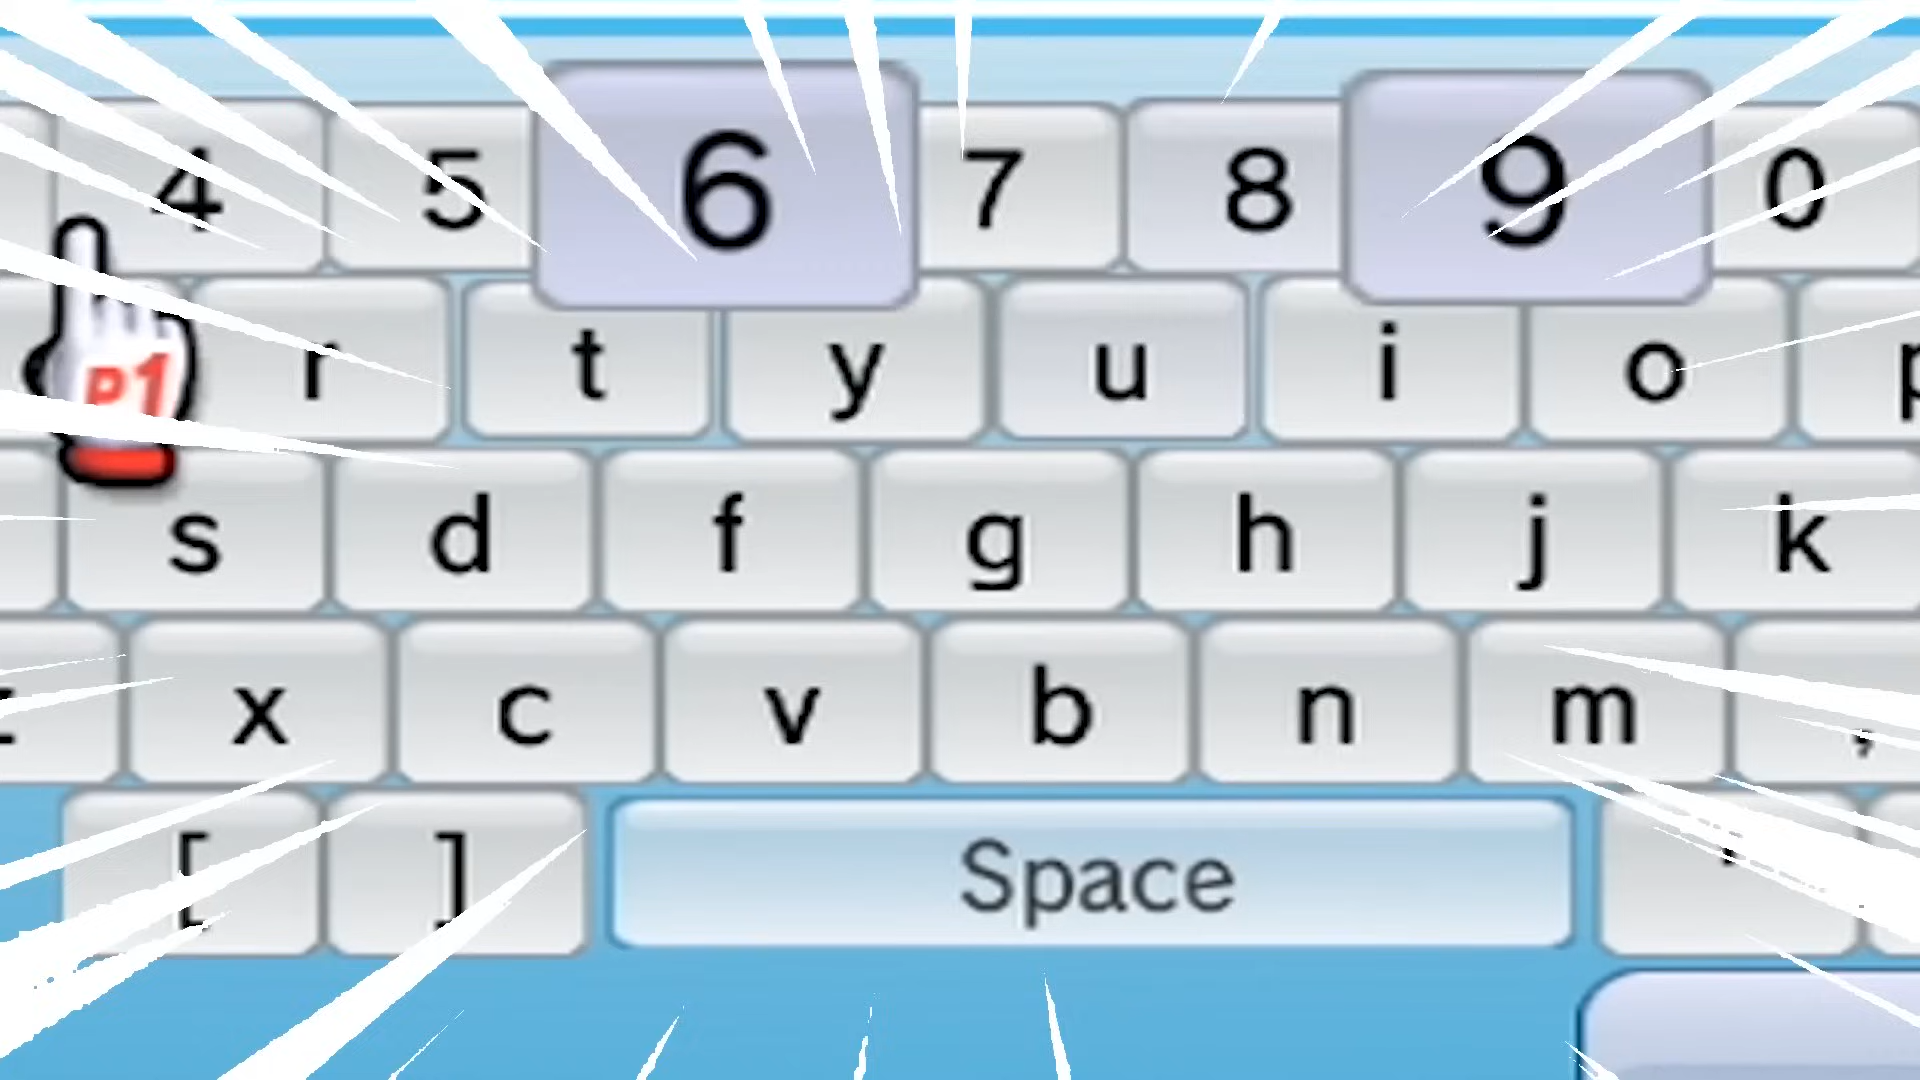 4 5 6 7 8 9 0
r t y u i o p
P1
s d f g h j k
z x c v b n m ,
[ ] Space '